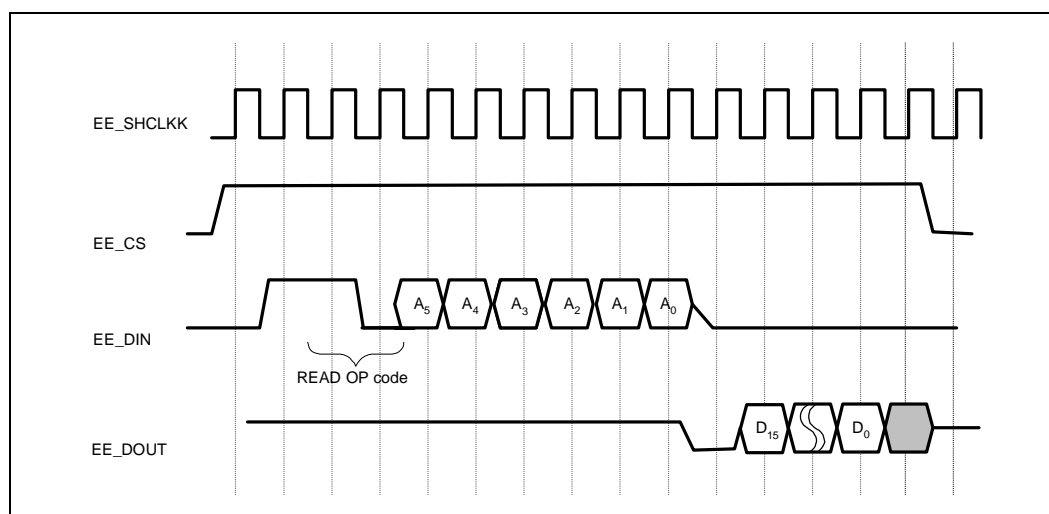 EE_SHCLKK
EE_CS
EE_DIN
A5 A4 A3 A2 A1 A0
READ OP code
EE_DOUT
D15 D0